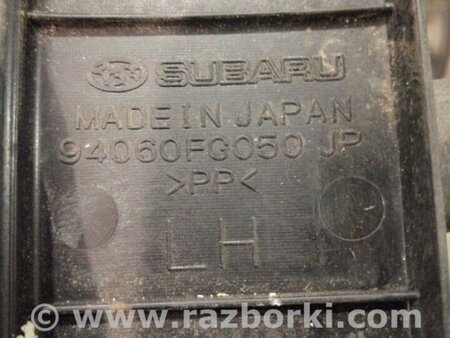 SUBARU
MADE IN JAPAN
94060FG050 JP
>PP<
LH
www.razborki.com